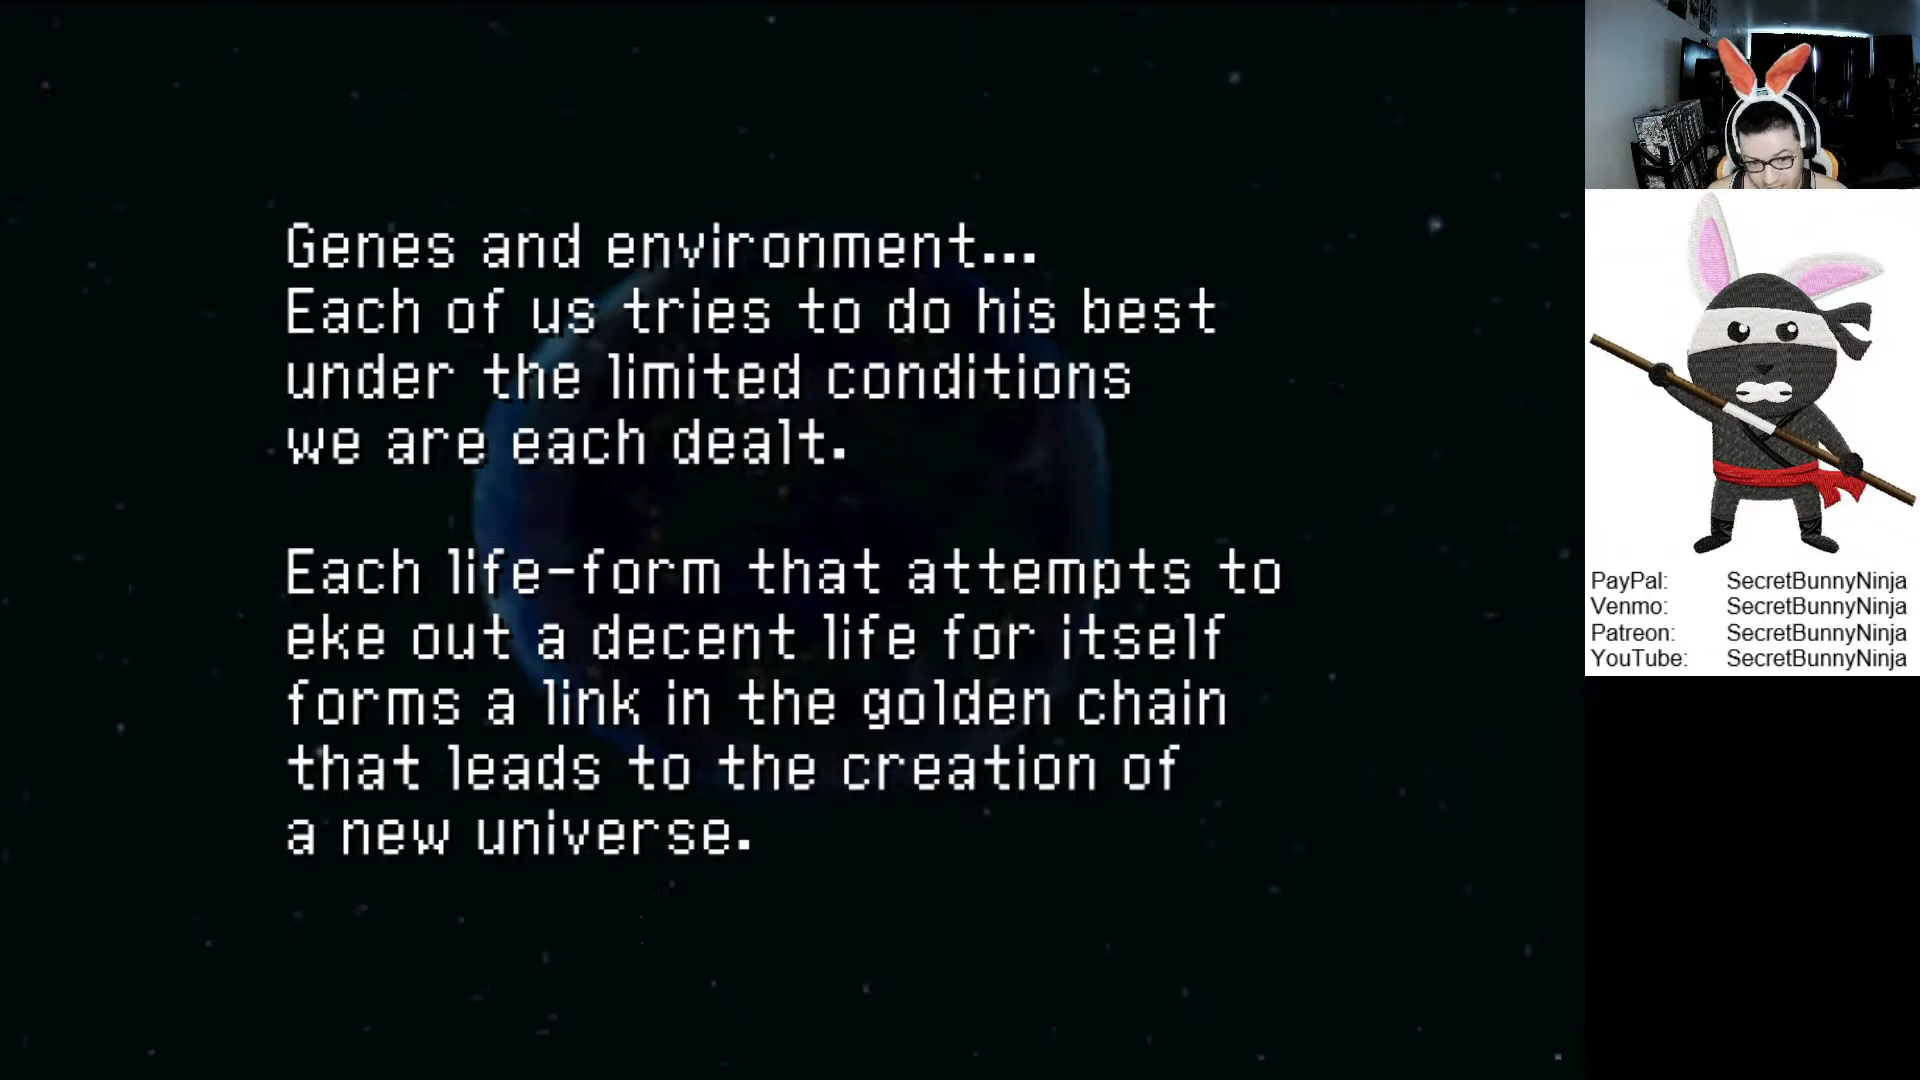 Genes and environment...
Each of us tries to do his best
under the limited conditions
we are each dealt.
Each life-form that attempts to
eke out a decent life for itself
forms a link in the golden chain
that leads to the creation of
a new universe.
PayPal: SecretBunnyNinja
Venmo: SecretBunnyNinja
Patreon: SecretBunnyNinja
YouTube: SecretBunnyNinja